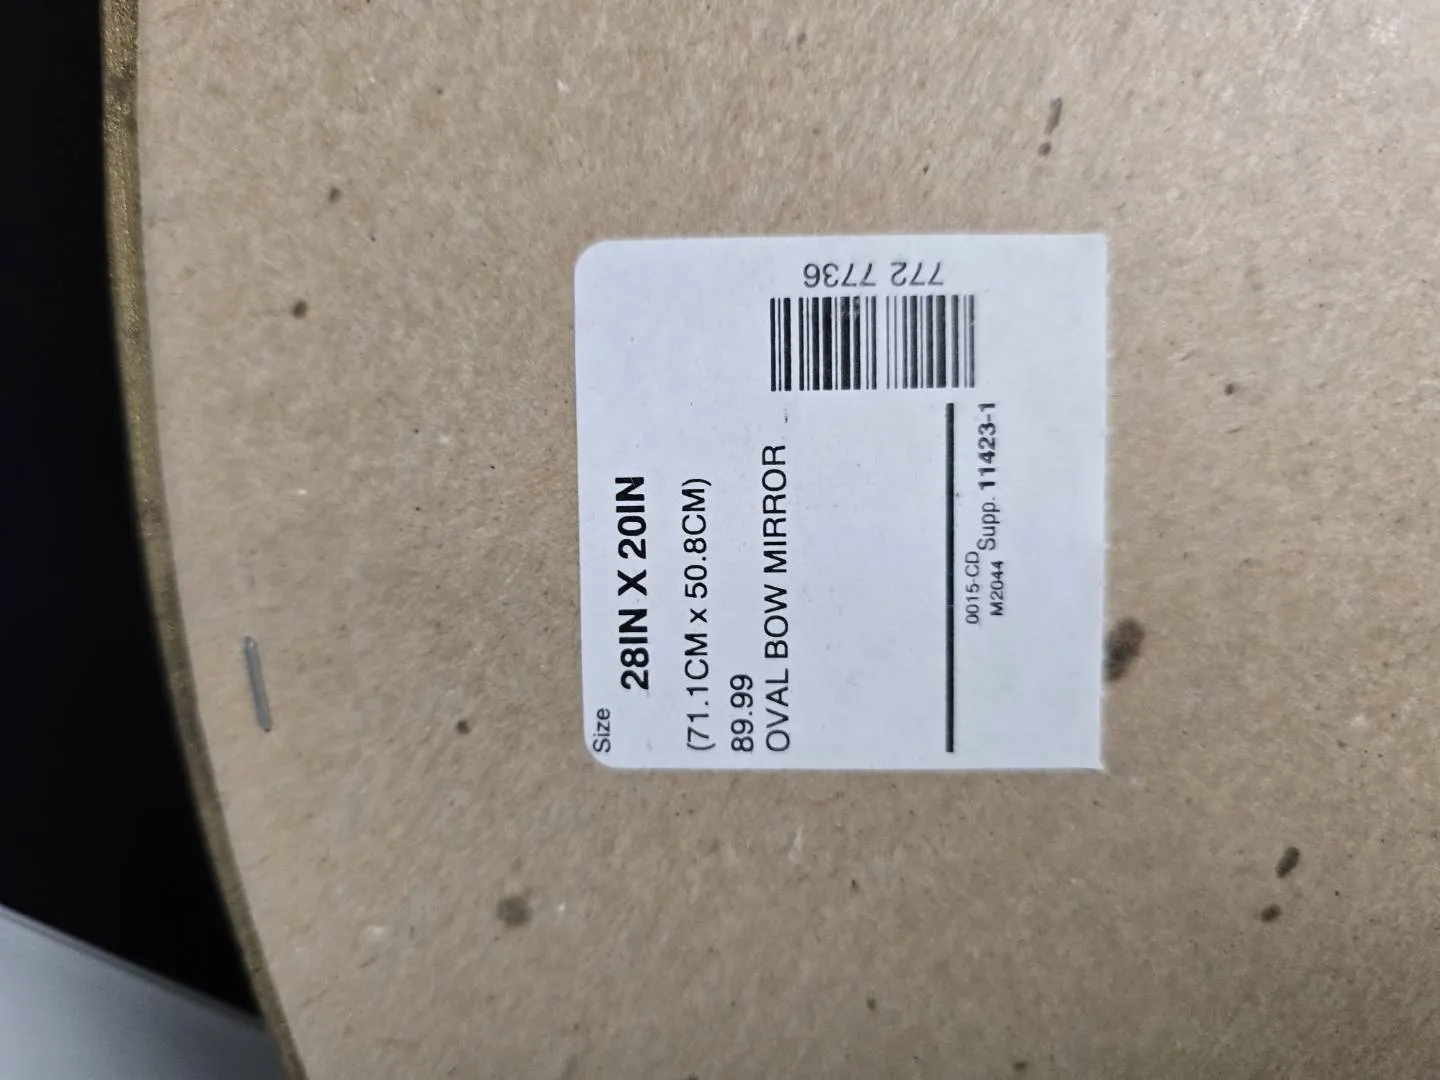 Size
28IN X 20IN
(71.1CM x 50.8CM)
89.99
OVAL BOW MIRROR
772 7736
0015-CD
M2044 Supp. 11423-1